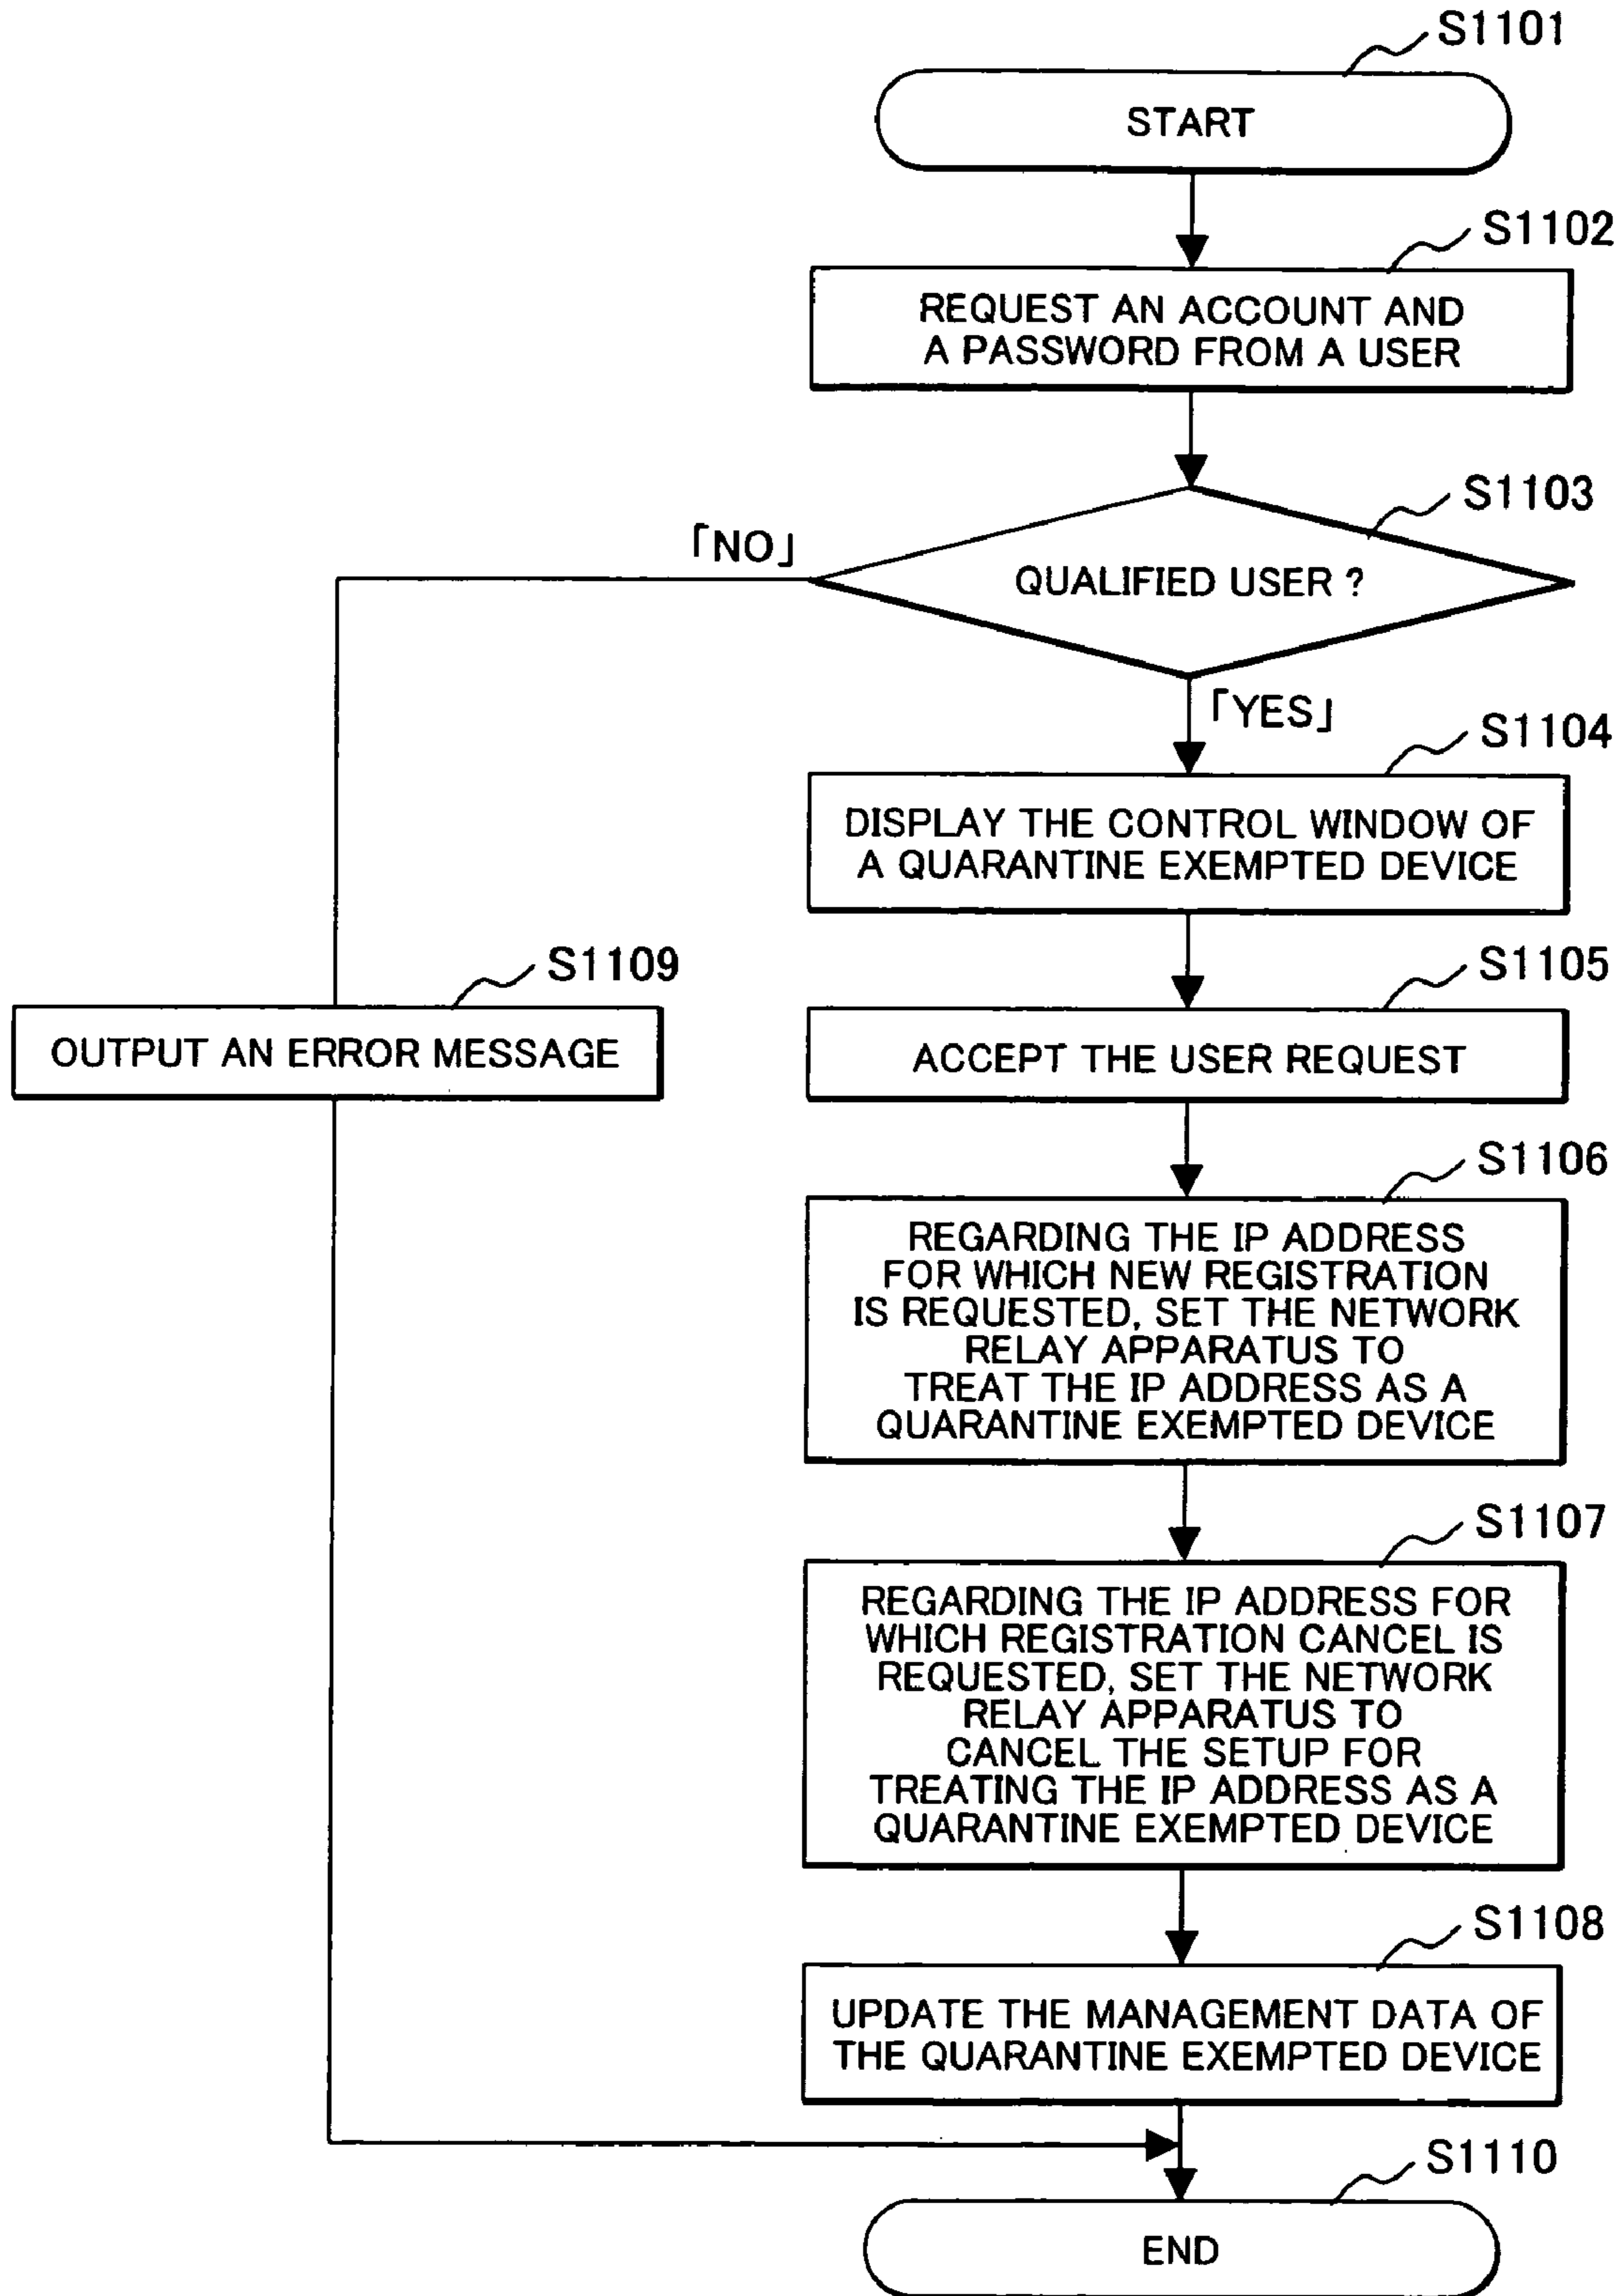 S1101
START
S1102
REQUEST AN ACCOUNT AND
A PASSWORD FROM A USER
S1103
「NO」
QUALIFIED USER ?
「YES」
S1104
DISPLAY THE CONTROL WINDOW OF
A QUARANTINE EXEMPTED DEVICE
S1109
OUTPUT AN ERROR MESSAGE
S1105
ACCEPT THE USER REQUEST
S1106
REGARDING THE IP ADDRESS
FOR WHICH NEW REGISTRATION
IS REQUESTED, SET THE NETWORK
RELAY APPARATUS TO
TREAT THE IP ADDRESS AS A
QUARANTINE EXEMPTED DEVICE
S1107
REGARDING THE IP ADDRESS FOR
WHICH REGISTRATION CANCEL IS
REQUESTED, SET THE NETWORK
RELAY APPARATUS TO
CANCEL THE SETUP FOR
TREATING THE IP ADDRESS AS A
QUARANTINE EXEMPTED DEVICE
S1108
UPDATE THE MANAGEMENT DATA OF
THE QUARANTINE EXEMPTED DEVICE
S1110
END